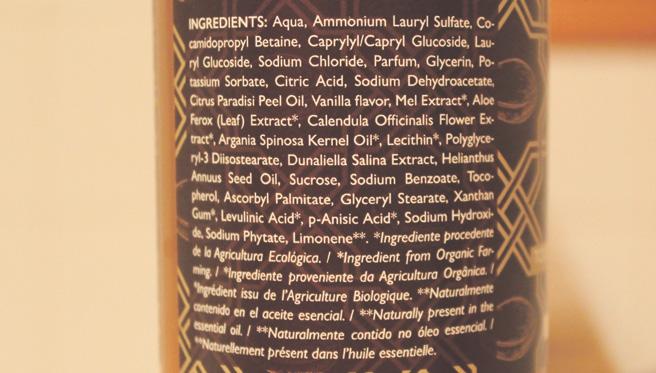 INGREDIENTS: Aqua, Ammonium Lauryl Sulfate, Co-
camidopropyl Betaine, Caprylyl/Capryl Glucoside, Lau-
ryl Glucoside, Sodium Chloride, Parfum, Glycerin, Po-
tassium Sorbate, Citric Acid, Sodium Dehydroacetate,
Citrus Paradisi Peel Oil, Vanilla flavor, Mel Extract*, Aloe
Ferox (Leaf) Extract*, Calendula Officinalis Flower Ex-
tract*, Argania Spinosa Kernel Oil*, Lecithin*, Polyglyce-
ryl-3 Diisostearate, Dunaliella Salina Extract, Helianthus
Annuus Seed Oil, Sucrose, Sodium Benzoate, Toco-
pherol, Ascorbyl Palmitate, Glyceryl Stearate, Xanthan
Gum*, Levulinic Acid*, p-Anisic Acid*, Sodium Hydroxi-
de, Sodium Phytate, Limonene**. *Ingrediente procedente
de la Agricultura Ecológica. / *Ingredient from Organic Far-
ming. / *Ingrediente proveniente da Agricultura Orgânica. /
*Ingrédient issu de l'Agriculture Biologique. **Naturalmente
contenido en el aceite esencial. / **Naturally present in the
essential oil. / **Naturalmente contido no óleo essencial. /
**Naturellement présent dans l'huile essentielle.